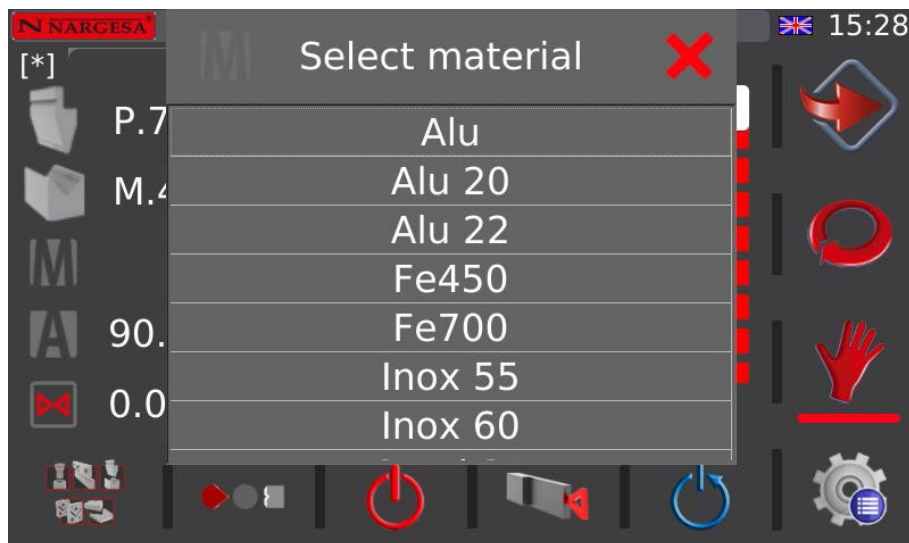 N NARGESA
Select material
15:28
[*]
P.7
Alu
M.4
Alu 20
Alu 22
M
Fe450
A
90.
Fe700
Inox 55
0.0
Inox 60